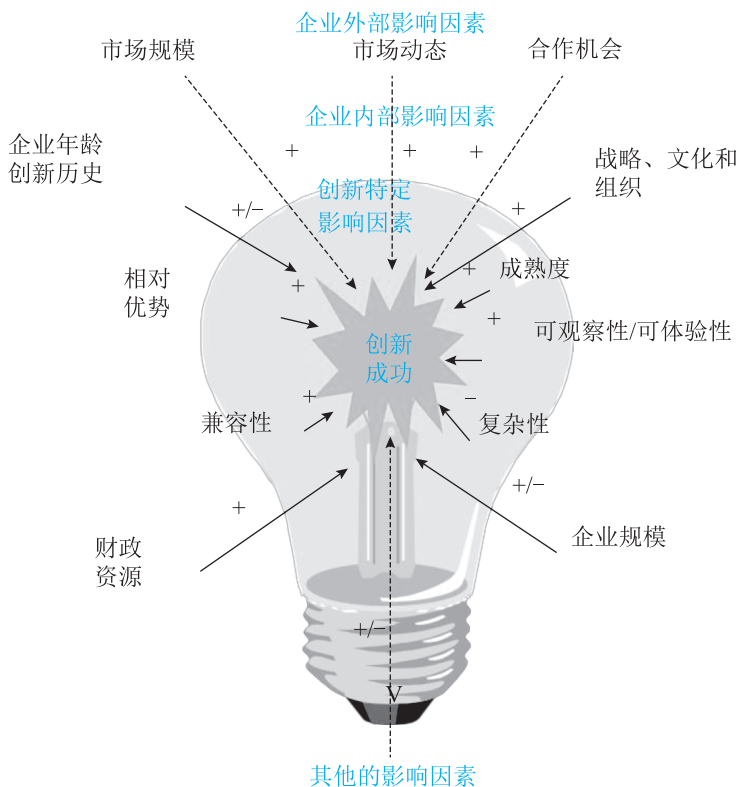 企业外部影响因素
市场规模
市场动态
合作机会
企业内部影响因素
企业年龄
创新历史
+
+
+
战略、文化和
组织
创新特定
影响因素
+/−
+
相对
优势
+
+
成熟度
+
可观察性/可体验性
创新
成功
+
−
兼容性
复杂性
+
+/−
财政
资源
企业规模
+/−
V
其他的影响因素